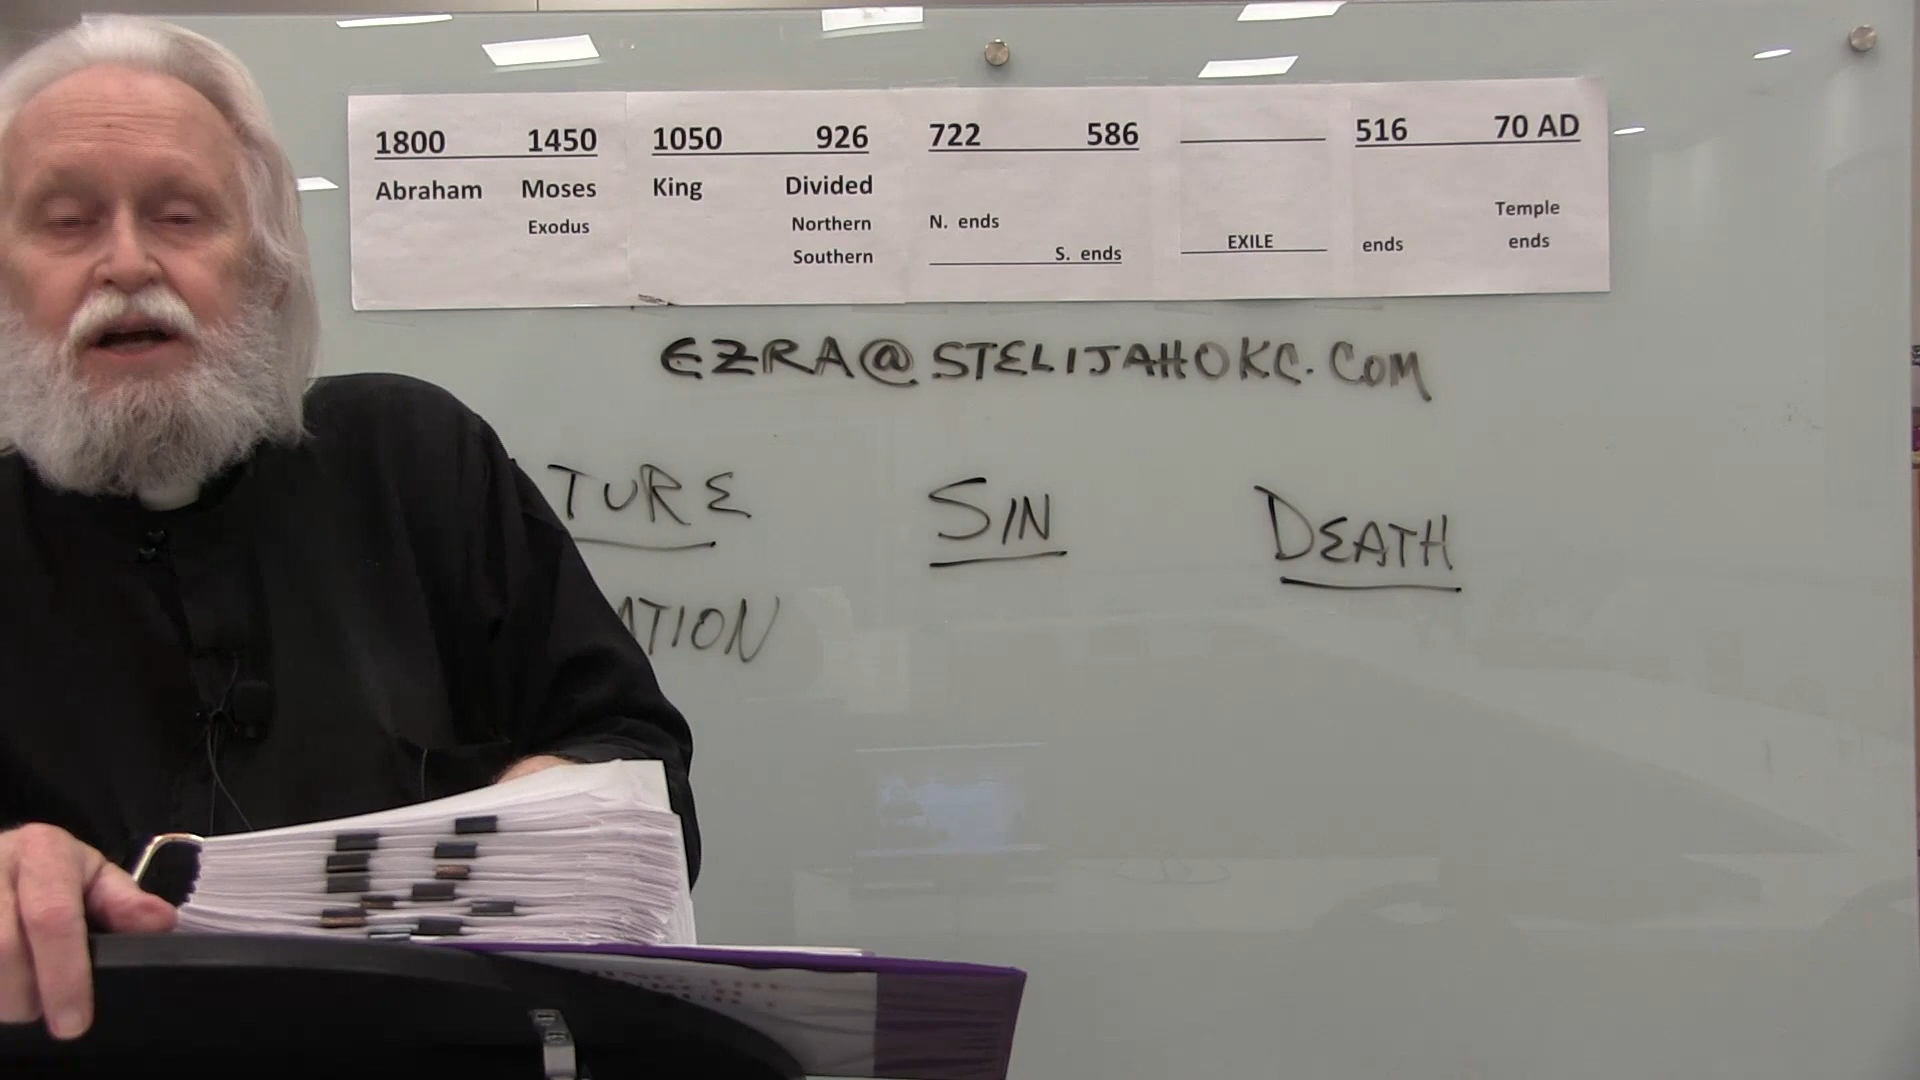 1800 1450 1050 926 722 586 516 70 AD
Abraham Moses King Divided
Exodus Northern N. ends Temple
Southern S. ends EXILE ends ends
EZRA@STELIJAHOKC.COM
TURE SIN DEATH
ATION